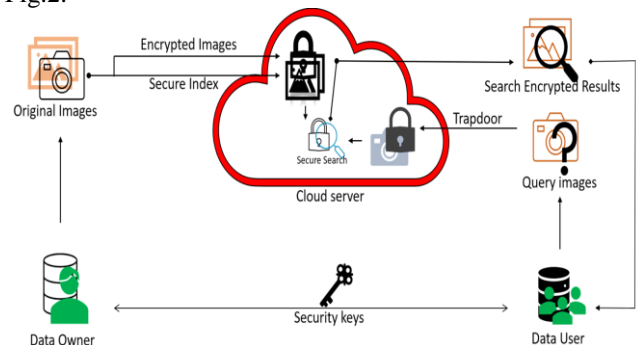 Fig.2.
Encrypted Images
Secure Index
Original Images
Search Encrypted Results
Trapdoor
Secure Search
Query images
Cloud server
Security keys
Data Owner
Data User